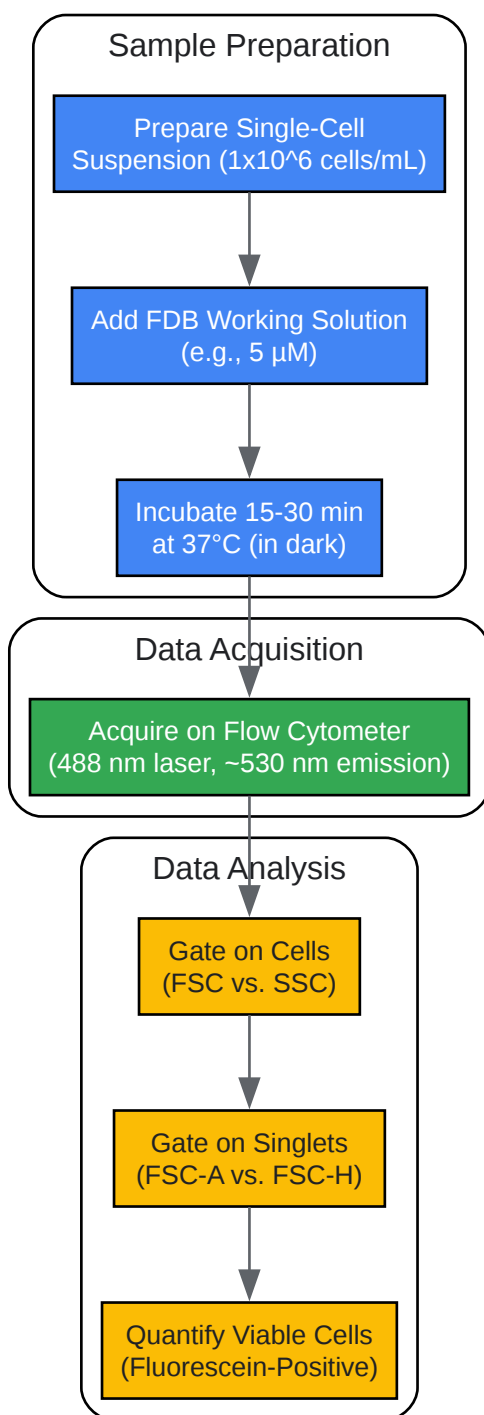 Sample Preparation
Prepare Single-Cell
Suspension (1x10^6 cells/mL)
Add FDB Working Solution
(e.g., 5 µM)
Incubate 15-30 min
at 37°C (in dark)
Data Acquisition
Acquire on Flow Cytometer
(488 nm laser, ~530 nm emission)
Data Analysis
Gate on Cells
(FSC vs. SSC)
Gate on Singlets
(FSC-A vs. FSC-H)
Quantify Viable Cells
(Fluorescein-Positive)